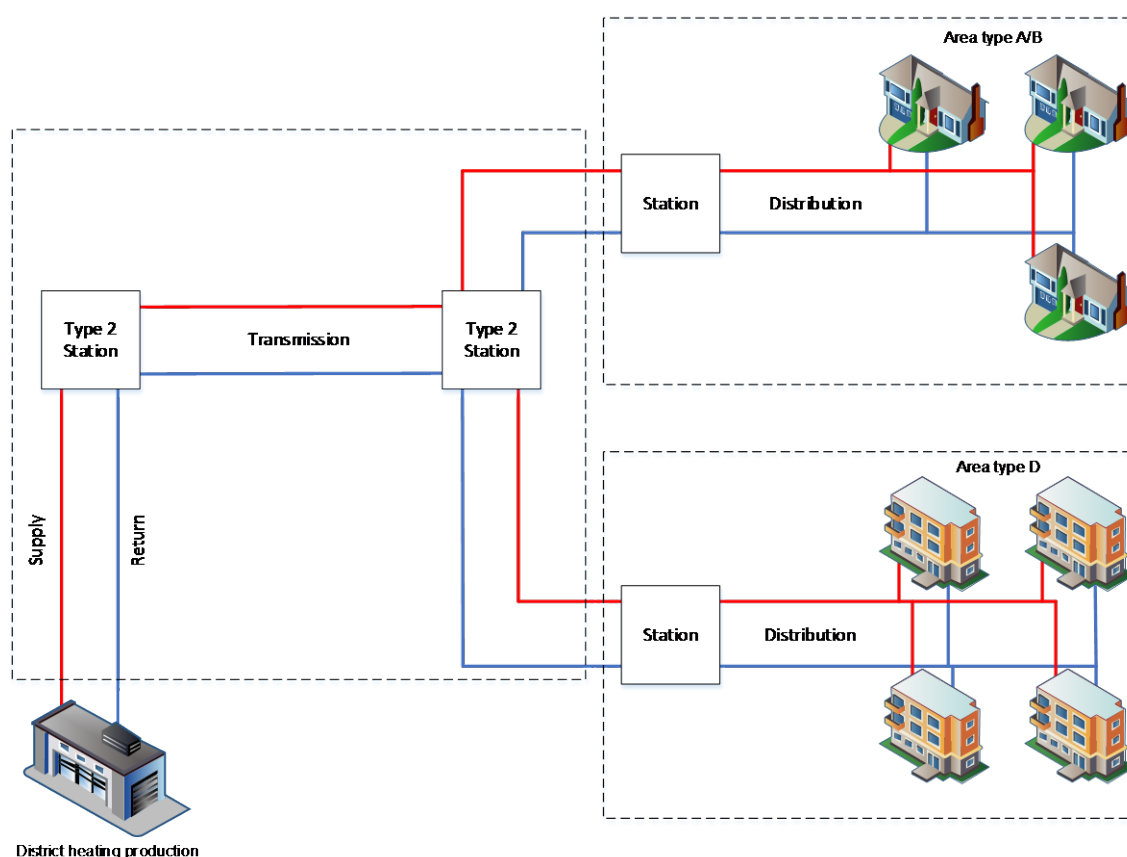 Area type A/B
Station
Distribution
Type 2
Station
Transmission
Type 2
Station
Area type D
Supply
Return
Station
Distribution
District heating production